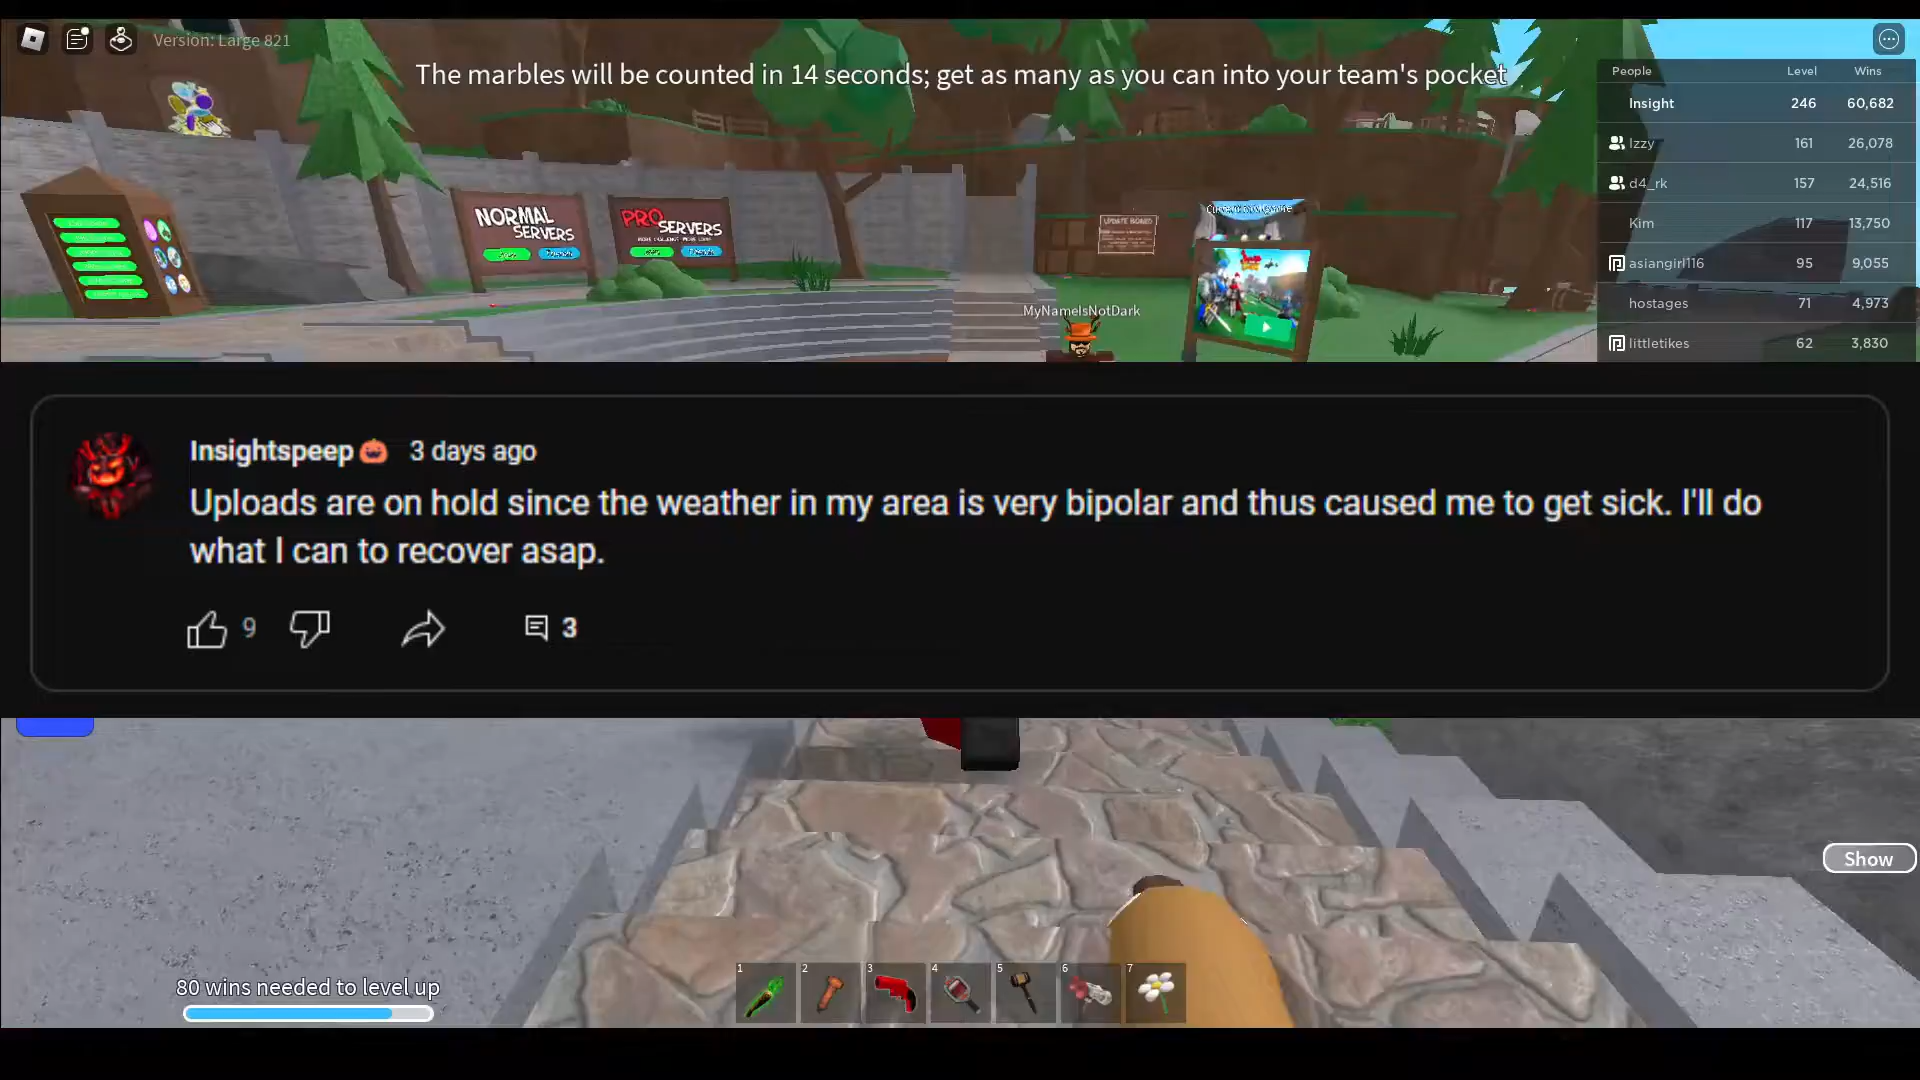 Version: Large 821
The marbles will be counted in 14 seconds; get as many as you can into your team's pocket
People Level Wins
Insight 246 60,682
Izzy 161 26,078
d4_rk 157 24,516
Kim 117 13,750
asiangirl116 95 9,055
hostages 71 4,973
littletikes 62 3,830
NORMAL
SERVERS
PRO
SERVERS
UPDATE BOARD
MyNameIsNotDark
Insightspeep 3 days ago
Uploads are on hold since the weather in my area is very bipolar and thus caused me to get sick. I'll do
what I can to recover asap.
9
3
Show
80 wins needed to level up
1 2 3 4 5 6 7